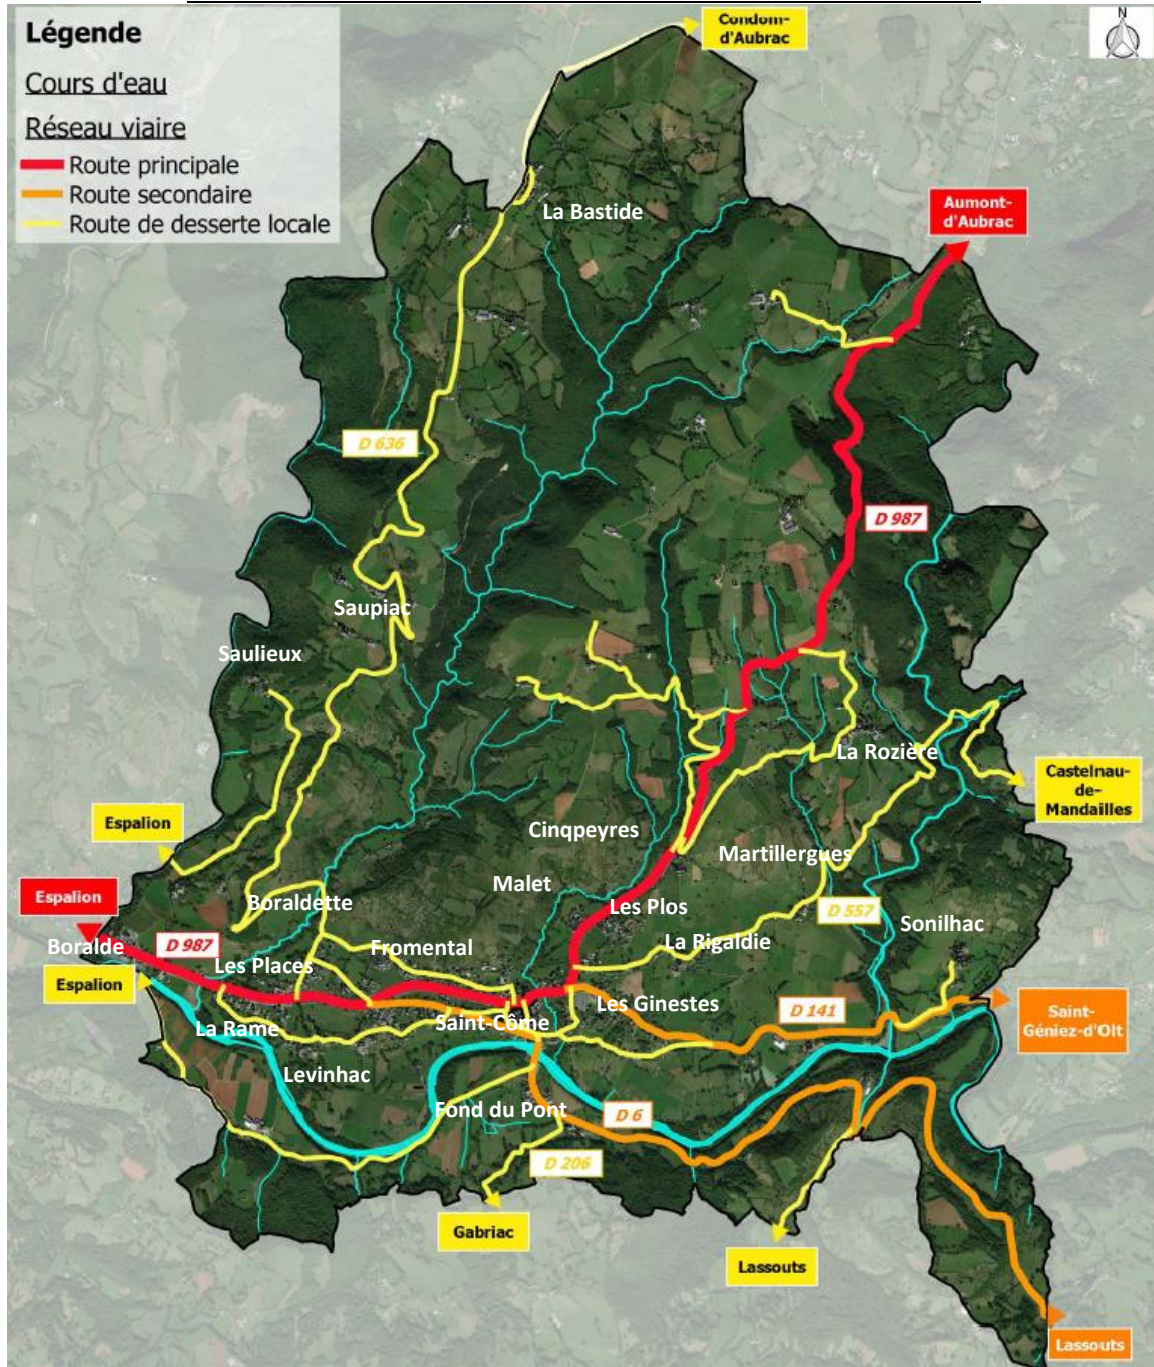 Légende
Cours d'eau
Réseau viaire
Route principale
Route secondaire
Route de desserte locale
Condom-
d'Aubrac
N
Aumont-
d'Aubrac
La Bastide
D 636
D 987
Saupiac
Saulieux
La Rozière
Castelnau-
de-
Mandailles
Espalion
Cinqpeyres
Martillergues
Malet
Espalion
Boraldette
Les Plos
D 557
Sonilhac
Boralde
D 987
Fromental
La Rigaldie
Les Places
Espalion
Les Ginestes
D 141
Saint-
Géniez-d'Olt
La Rame
Saint-Côme
Levinhac
Fond du Pont
D 6
D 206
Gabriac
Lassouts
Lassouts